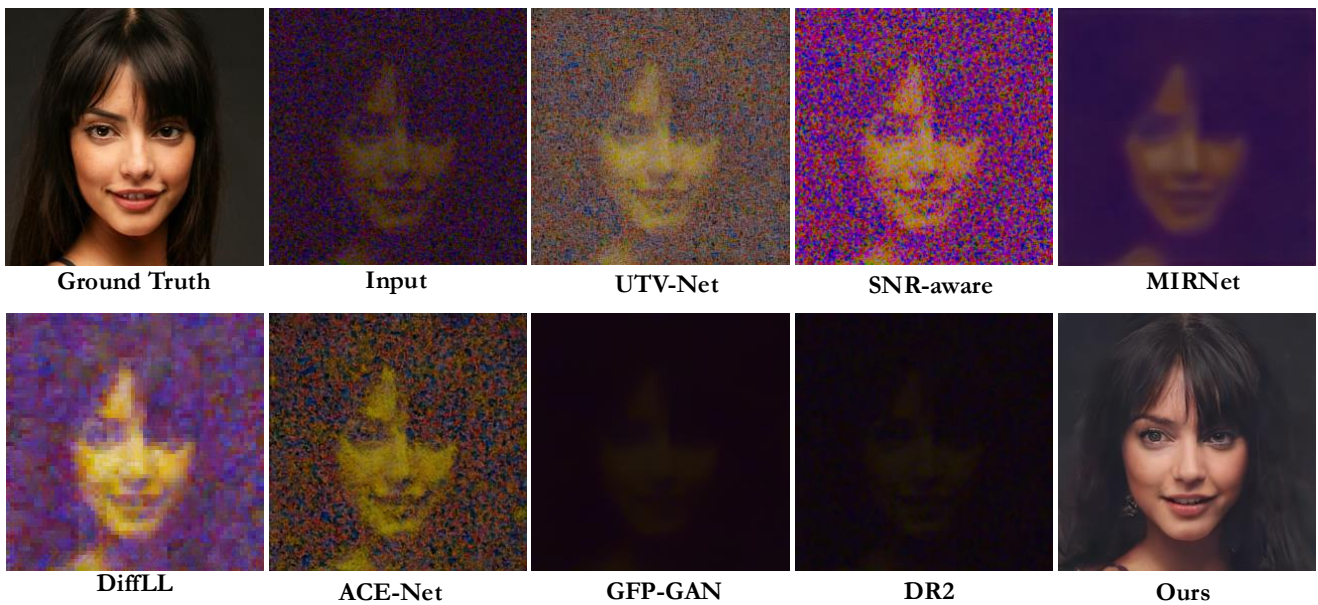 Ground Truth
Input
UTV-Net
SNR-aware
MIRNet
DiffLL
ACE-Net
GFP-GAN
DR2
Ours